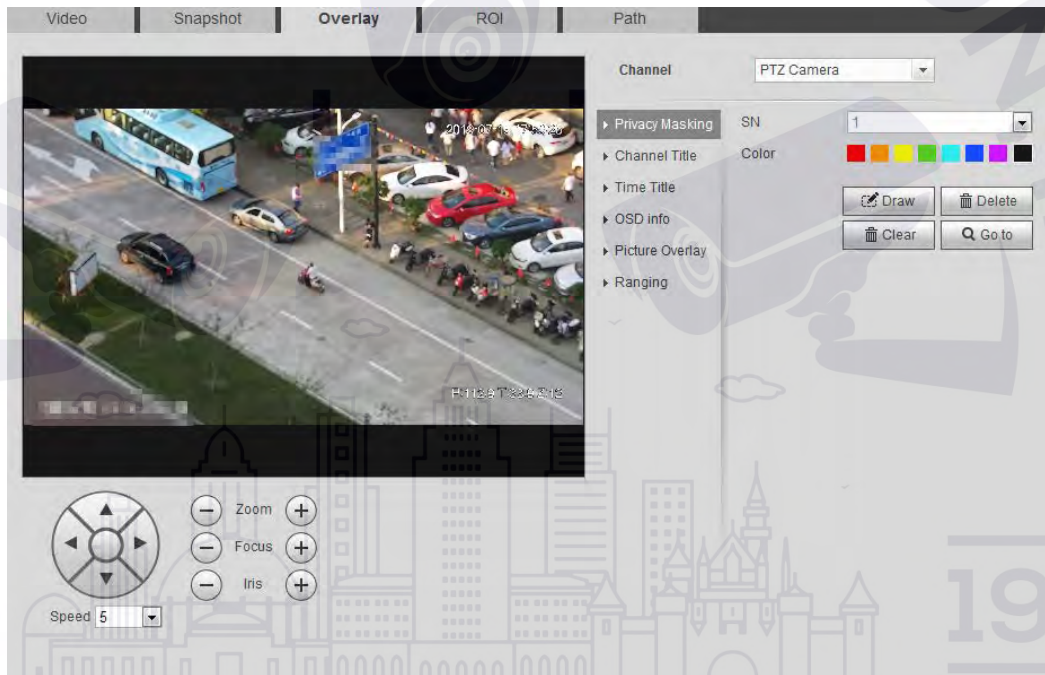 Video Snapshot Overlay ROI Path
Channel PTZ Camera
Privacy Masking SN 1
Channel Title Color
Time Title
Draw Delete
OSD info
Clear Go to
Picture Overlay
Ranging
Zoom
Focus
Iris
Speed 5
19